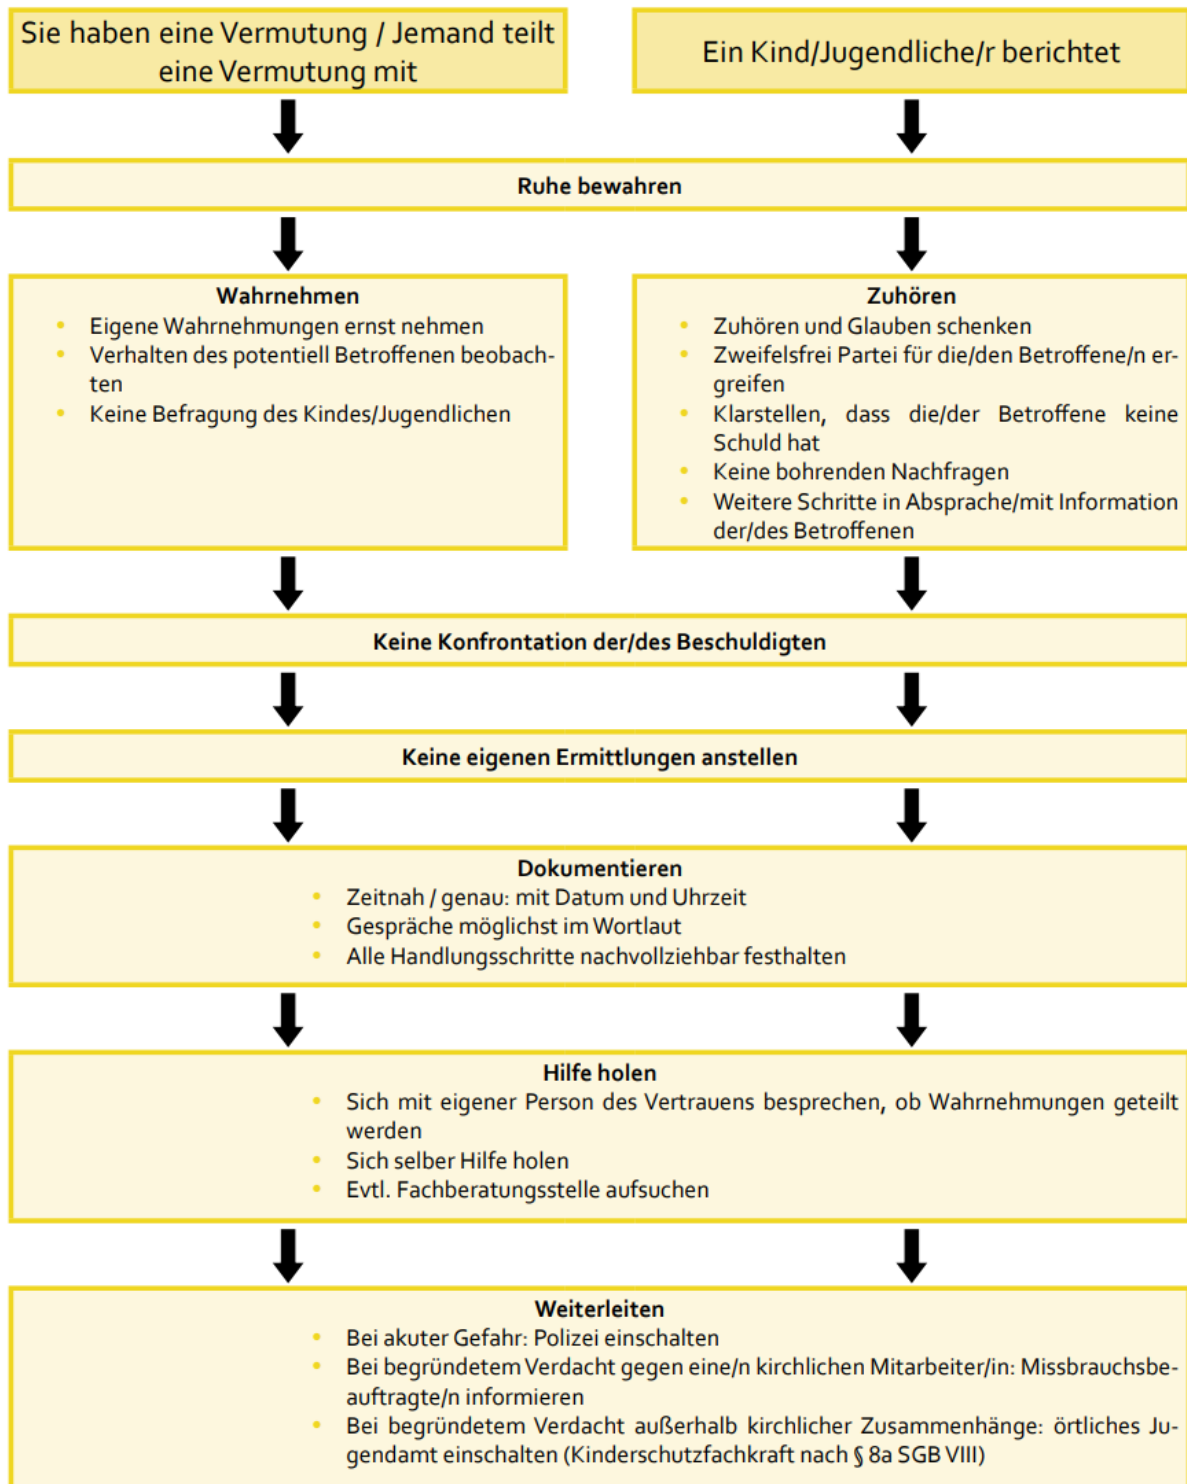 Sie haben eine Vermutung / Jemand teilt
eine Vermutung mit
Ein Kind/Jugendliche/r berichtet
Ruhe bewahren
Wahrnehmen
• Eigene Wahrnehmungen ernst nehmen
• Verhalten des potentiell Betroffenen beobach-
ten
• Keine Befragung des Kindes/Jugendlichen
Zuhören
• Zuhören und Glauben schenken
• Zweifelsfrei Partei für die/den Betroffene/n er-
greifen
• Klarstellen, dass die/der Betroffene keine
Schuld hat
• Keine bohrenden Nachfragen
• Weitere Schritte in Absprache/mit Information
der/des Betroffenen
Keine Konfrontation der/des Beschuldigten
Keine eigenen Ermittlungen anstellen
Dokumentieren
• Zeitnah / genau: mit Datum und Uhrzeit
• Gespräche möglichst im Wortlaut
• Alle Handlungsschritte nachvollziehbar festhalten
Hilfe holen
• Sich mit eigener Person des Vertrauens besprechen, ob Wahrnehmungen geteilt
werden
• Sich selber Hilfe holen
• Evtl. Fachberatungsstelle aufsuchen
Weiterleiten
• Bei akuter Gefahr: Polizei einschalten
• Bei begründetem Verdacht gegen eine/n kirchlichen Mitarbeiter/in: Missbrauchsbe-
auftragte/n informieren
• Bei begründetem Verdacht außerhalb kirchlicher Zusammenhänge: örtliches Ju-
gendamt einschalten (Kinderschutzfachkraft nach § 8a SGB VIII)